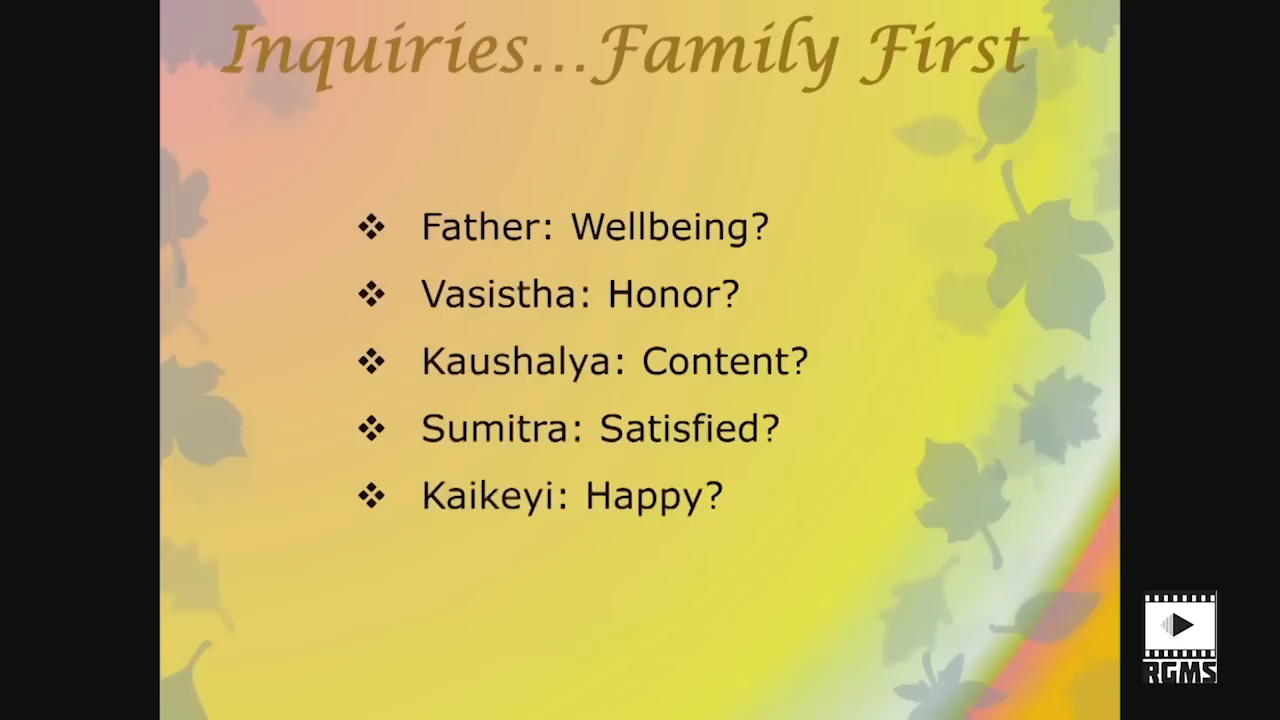 Inquiries...Family First
❖ Father: Wellbeing?
❖ Vasistha: Honor?
❖ Kaushalya: Content?
❖ Sumitra: Satisfied?
❖ Kaikeyi: Happy?
RGMS